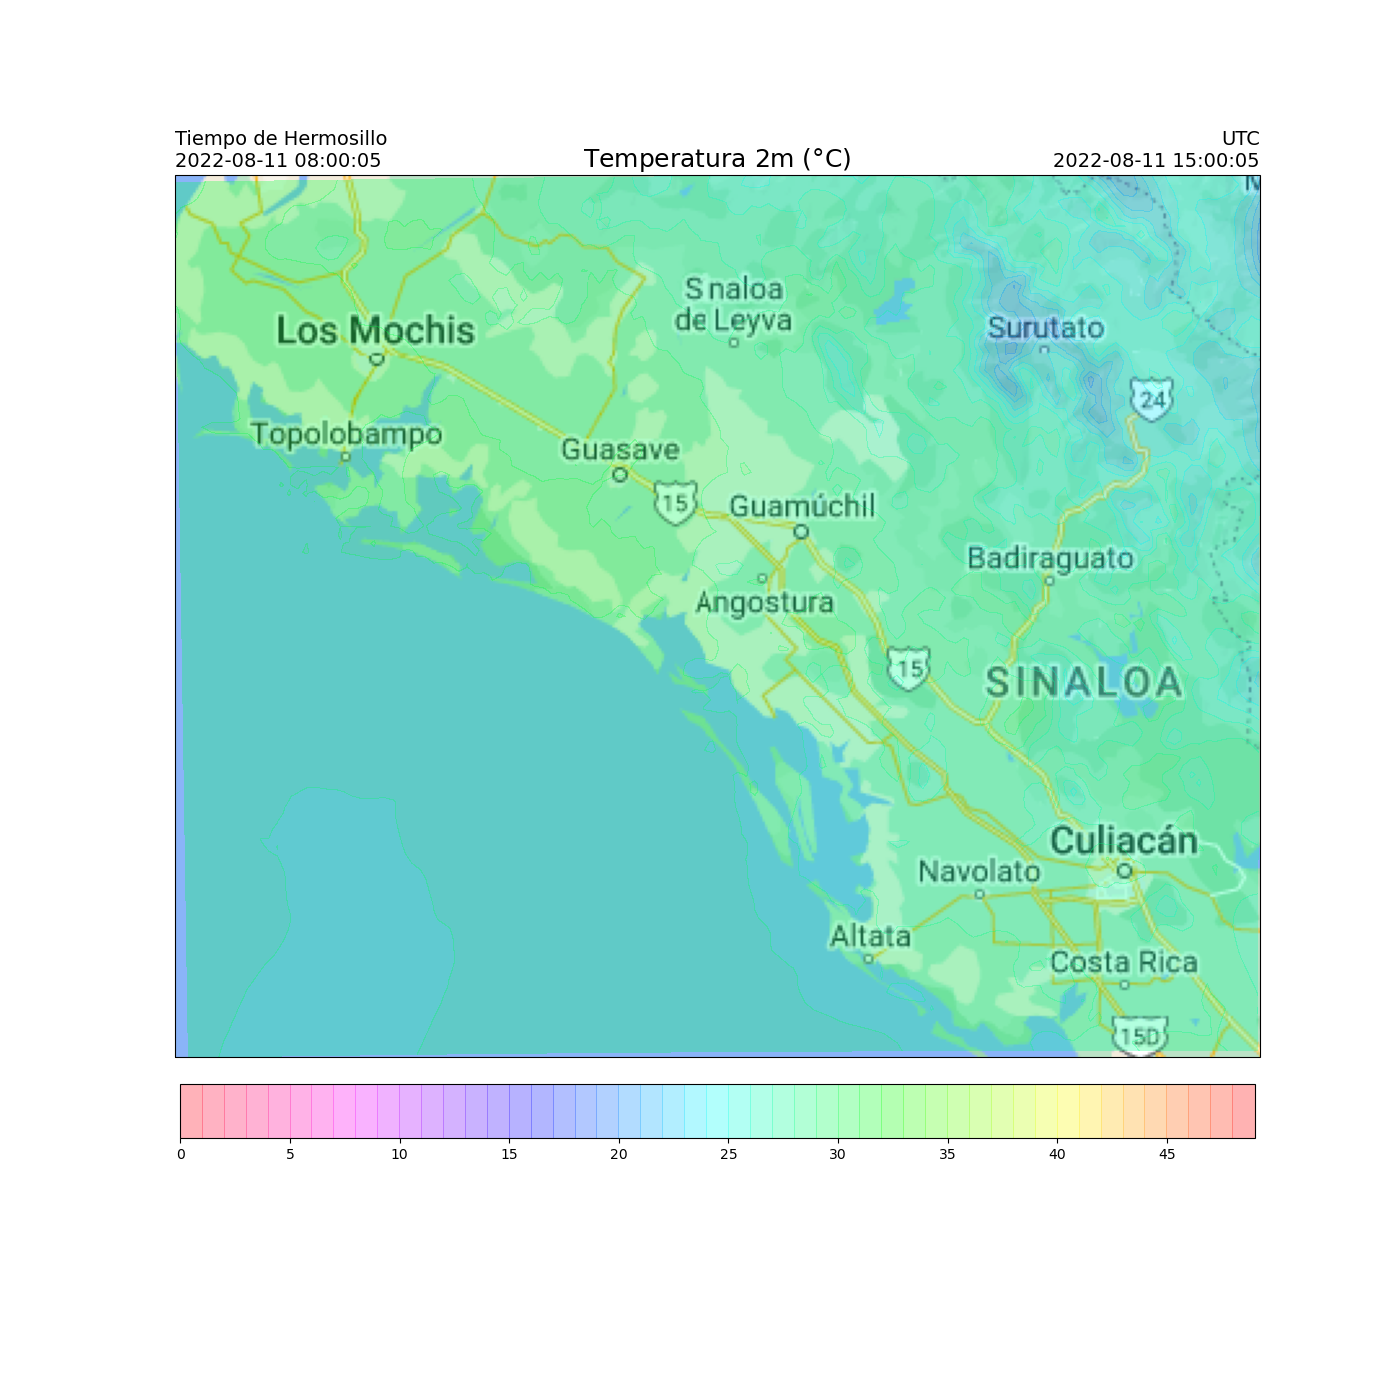 Tiempo de Hermosillo
2022-08-11 08:00:05
Temperatura 2m (°C)
UTC
2022-08-11 15:00:05
Sinaloa
de Leyva
Los Mochis
Surutato
24
Topolobampo
Guasave
15
Guamúchil
Badiraguato
Angostura
15
SINALOA
Culiacán
Navolato
Altata
Costa Rica
15D
0 5 10 15 20 25 30 35 40 45